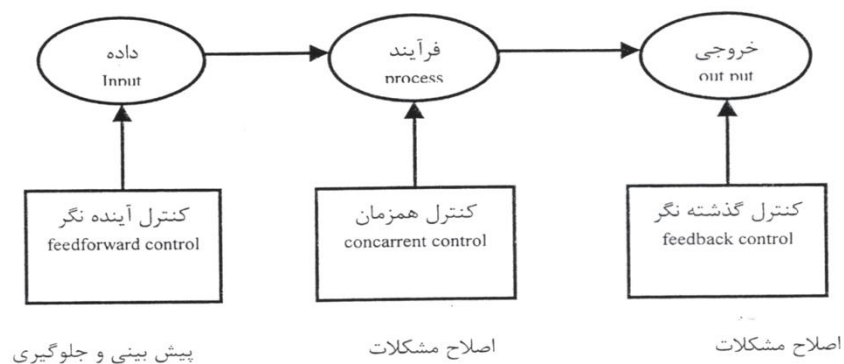 داده
Input
فرآیند
process
خروجی
out put
کنترل آینده نگر
feedforward control
کنترل همزمان
concarrent control
کنترل گذشته نگر
feedback control
پیش بینی و جلوگیری
اصلاح مشکلات
اصلاح مشکلات